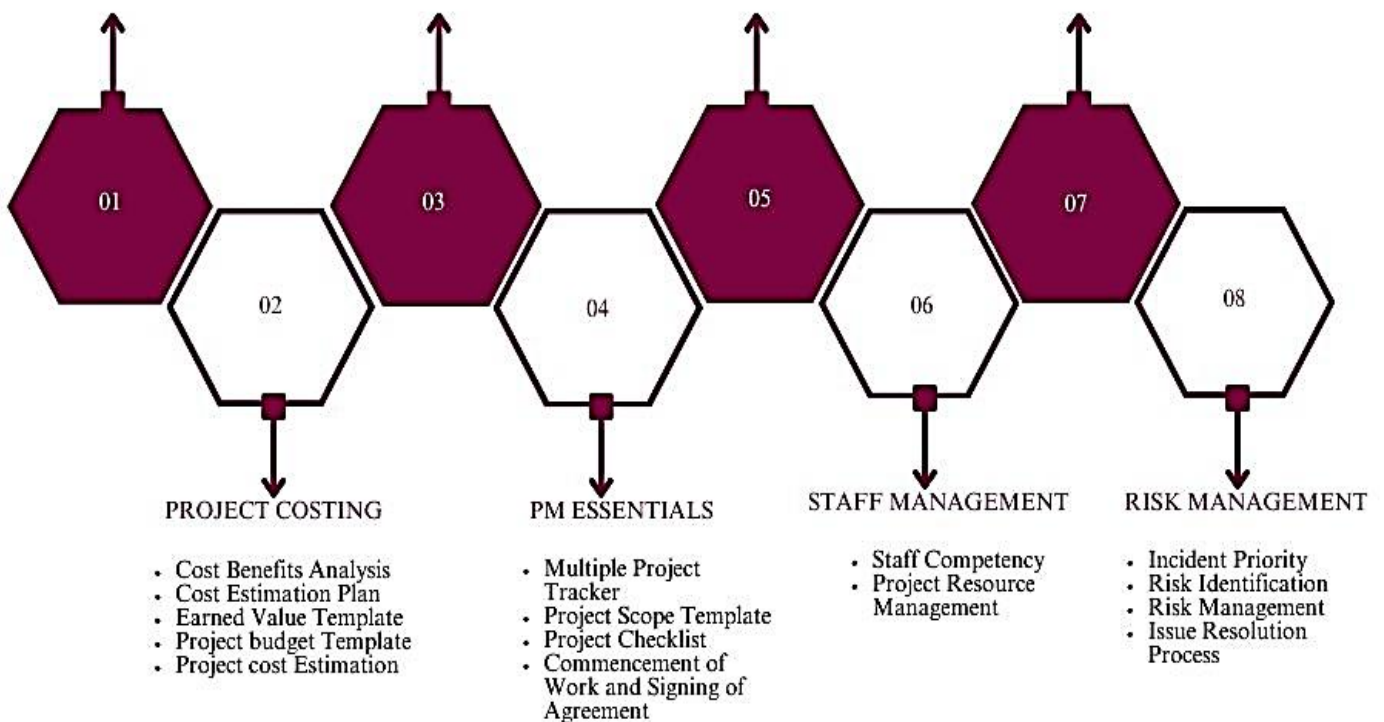 01
03
05
07
02
04
06
08
PROJECT COSTING
• Cost Benefits Analysis
• Cost Estimation Plan
• Earned Value Template
• Project budget Template
• Project cost Estimation
PM ESSENTIALS
• Multiple Project
Tracker
• Project Scope Template
• Project Checklist
• Commencement of
Work and Signing of
Agreement
STAFF MANAGEMENT
• Staff Competency
• Project Resource
Management
RISK MANAGEMENT
• Incident Priority
• Risk Identification
• Risk Management
• Issue Resolution
Process